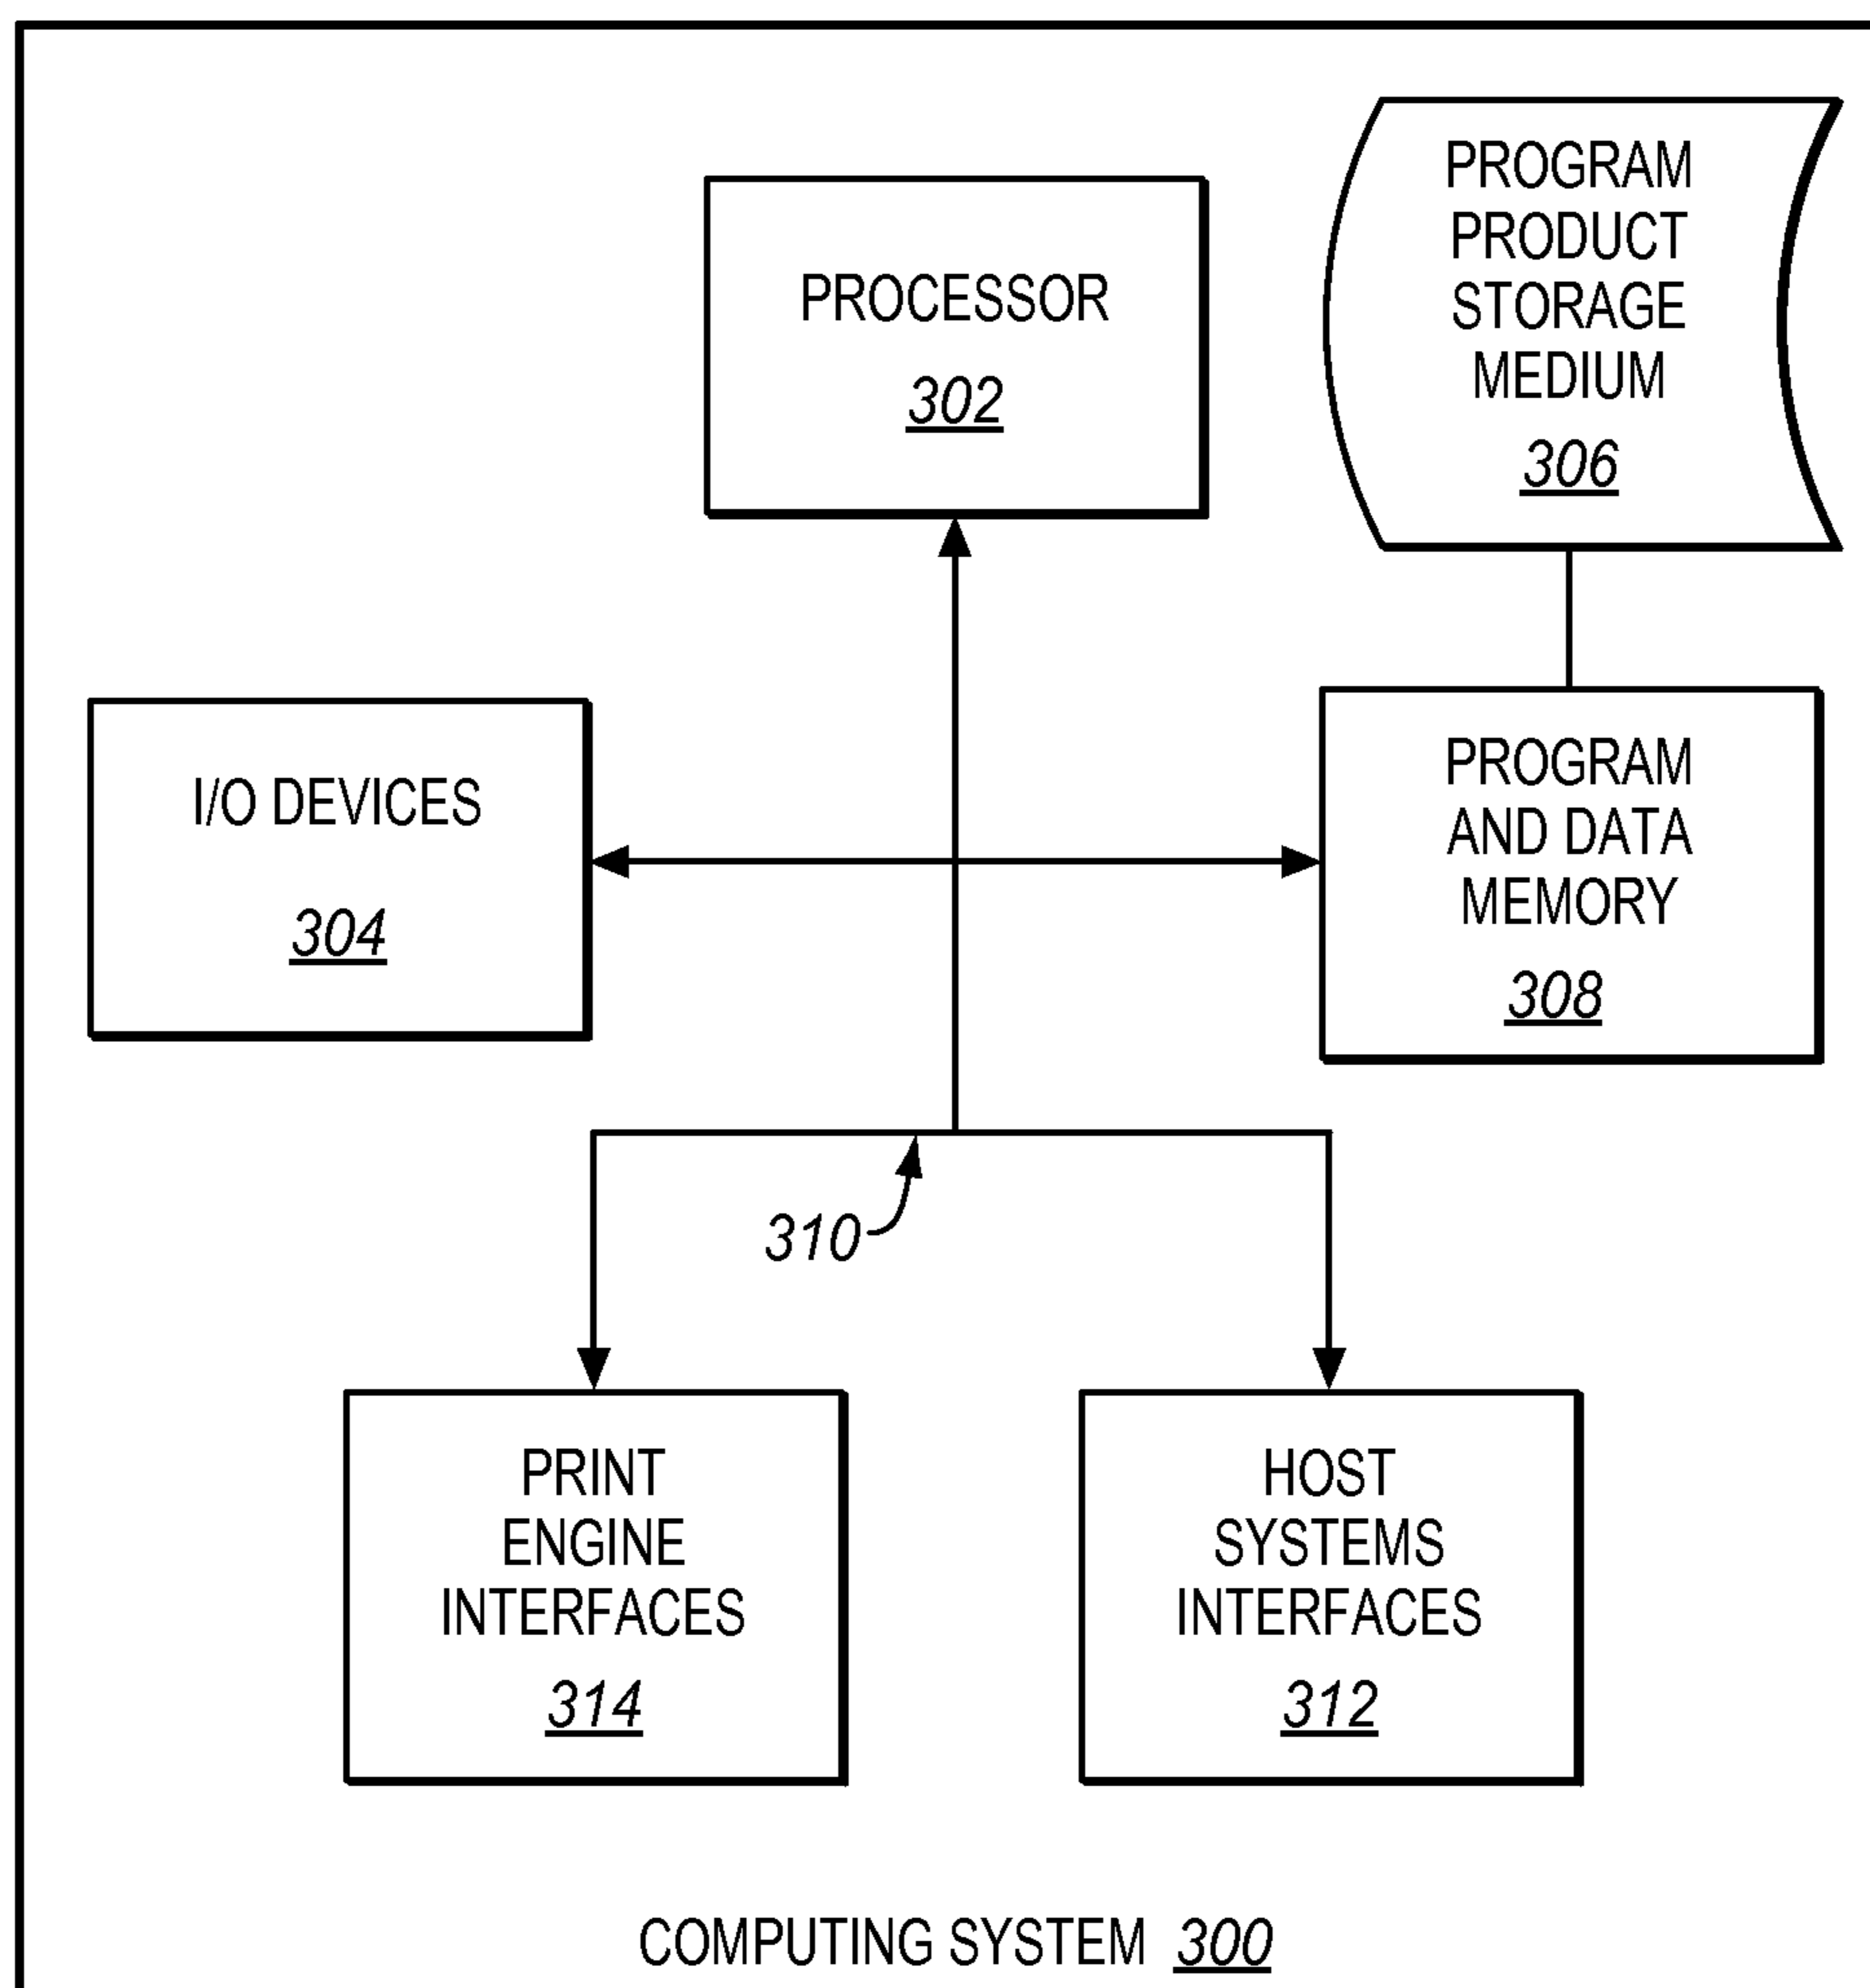 PROCESSOR
302
PROGRAM
PRODUCT
STORAGE
MEDIUM
306
I/O DEVICES
304
PROGRAM
AND DATA
MEMORY
308
310
PRINT
ENGINE
INTERFACES
314
HOST
SYSTEMS
INTERFACES
312
COMPUTING SYSTEM 300